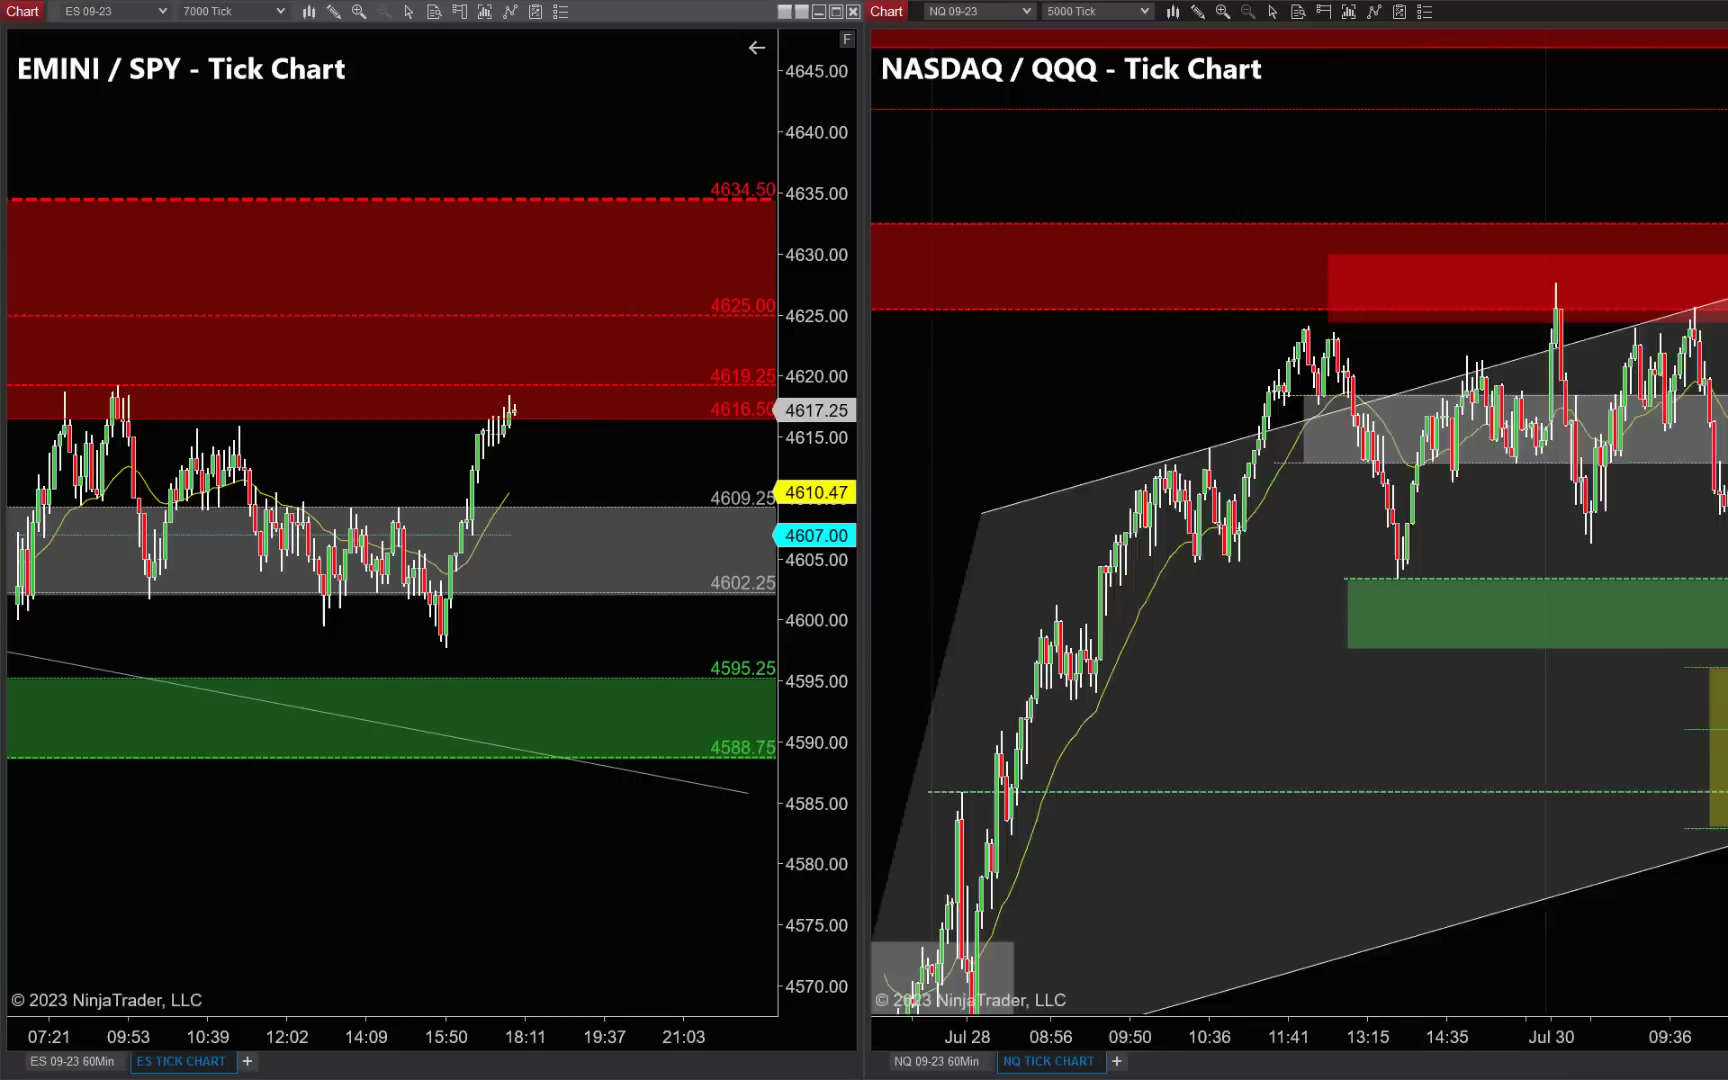 Chart ES 09-23 7000 Tick
Chart NQ 09-23 5000 Tick
F
EMINI / SPY - Tick Chart
NASDAQ / QQQ - Tick Chart
4645.00
4640.00
4634.50
4635.00
4630.00
4625.00
4625.00
4619.25
4620.00
4616.50
4617.25
4615.00
4609.25
4610.47
4607.00
4605.00
4602.25
4600.00
4595.25
4595.00
4588.75
4590.00
4585.00
4580.00
4575.00
4570.00
© 2023 NinjaTrader, LLC
© 2023 NinjaTrader, LLC
07:21 09:53 10:39 12:02 14:09 15:50 18:11 19:37 21:03
Jul 28 08:56 09:50 10:36 11:41 13:15 14:35 Jul 30 09:36
ES 09-23 60Min ES TICK CHART +
NQ 09-23 60Min NQ TICK CHART +